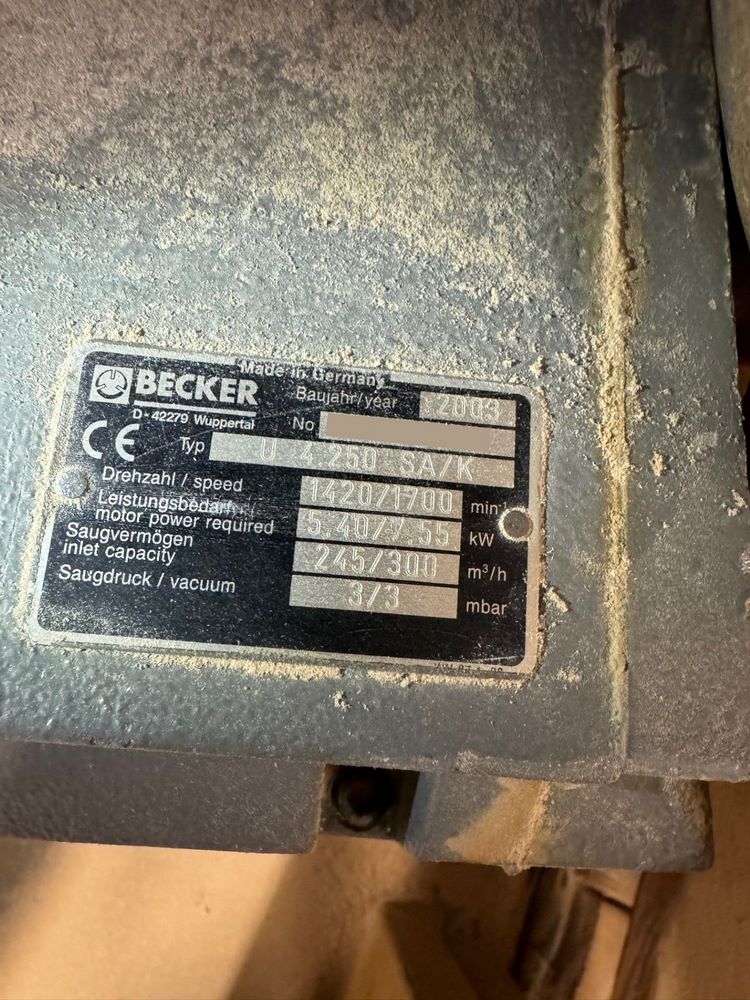 Made in Germany
BECKER
Baujahr/year 2003
D-42279 Wuppertal
No
CE
Typ U 4.250 SA/K
Drehzahl / speed 1420/1700 min
Leistungsbedarf
motor power required 5.40/7.55 kW
Saugvermögen
inlet capacity 245/300 m³/h
Saugdruck / vacuum 3/3 mbar